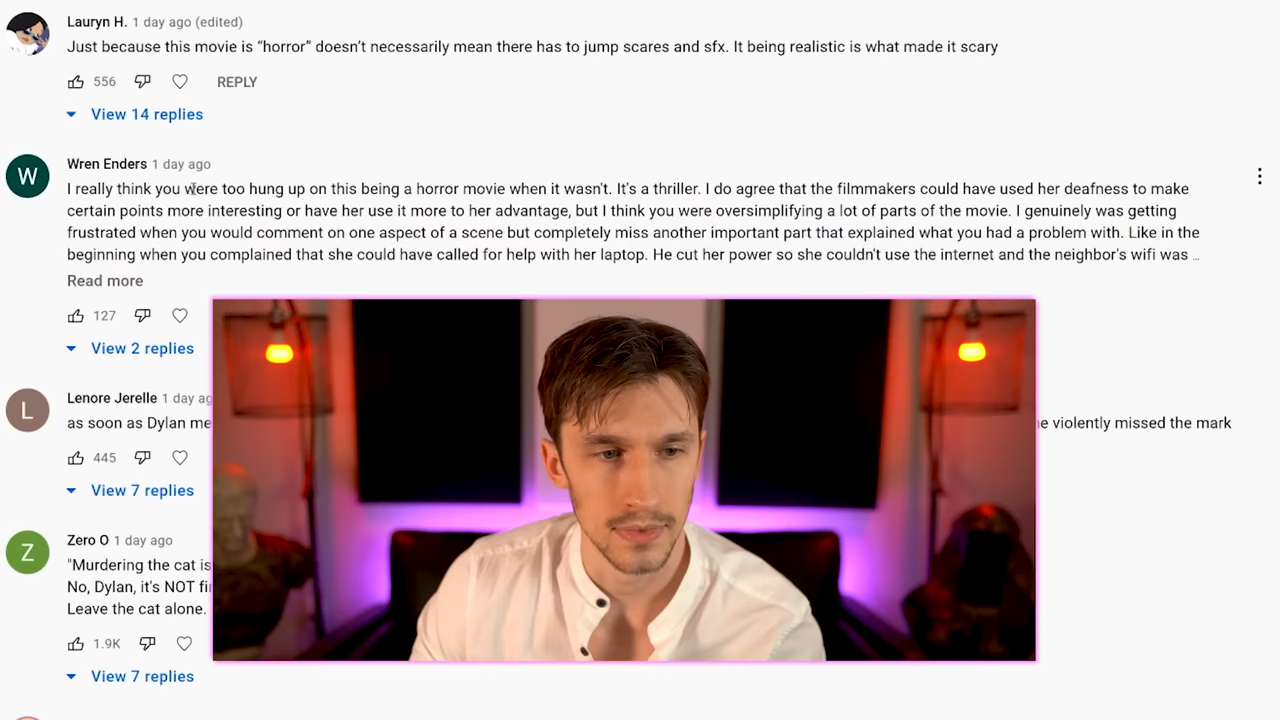 Lauryn H. 1 day ago (edited)
Just because this movie is “horror” doesn’t necessarily mean there has to jump scares and sfx. It being realistic is what made it scary
556 REPLY
View 14 replies
W
Wren Enders 1 day ago
I really think you were too hung up on this being a horror movie when it wasn't. It's a thriller. I do agree that the filmmakers could have used her deafness to make
certain points more interesting or have her use it more to her advantage, but I think you were oversimplifying a lot of parts of the movie. I genuinely was getting
frustrated when you would comment on one aspect of a scene but completely miss another important part that explained what you had a problem with. Like in the
beginning when you complained that she could have called for help with her laptop. He cut her power so she couldn't use the internet and the neighbor's wifi was ...
Read more
127
View 2 replies
L
Lenore Jerelle 1 day ag
as soon as Dylan me violently missed the mark
445
View 7 replies
Z
Zero O 1 day ago
"Murdering the cat is
No, Dylan, it's NOT
Leave the cat alone.
1.9K
View 7 replies